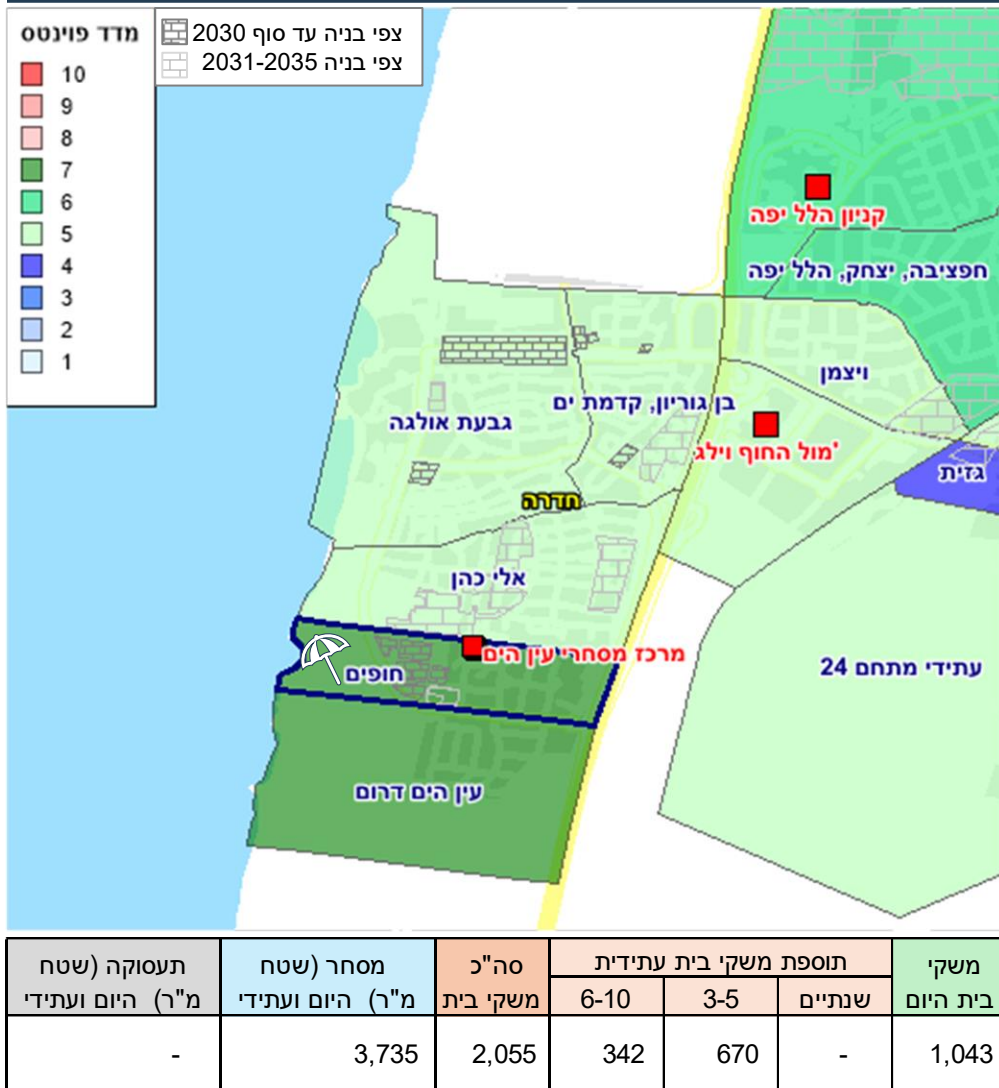 מדד פוינטס
10
9
8
7
6
5
4
3
2
1
צפי בניה עד סוף 2030
צפי בניה 2031-2035
קניון הלל יפה
חפציבה, יצחק, הלל יפה
ויצמן
בן גוריון, קדמת ים
גבעת אולגה
מול החוף וילג'
גזית
חדרה
אלי כהן
מרכז מסחרי עין הים
עתידי מתחם 24
חופים
עין הים דרום
משקי בית היום
תוספת משקי בית עתידית
שנתיים
3-5
6-10
סה"כ משקי בית
מסחר (שטח מ"ר) היום ועתידי
תעסוקה (שטח מ"ר) היום ועתידי
1,043
-
670
342
2,055
3,735
-